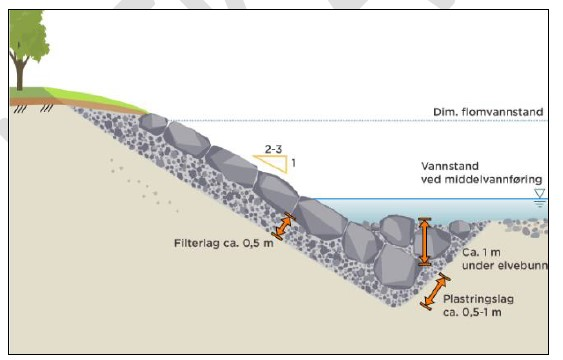 Dim. flomvannstand
2-3
1
Vannstand
ved middelvannføring
Filterlag ca. 0,5 m
Ca. 1 m
under elvebunn
Plastringslag
ca. 0,5-1 m